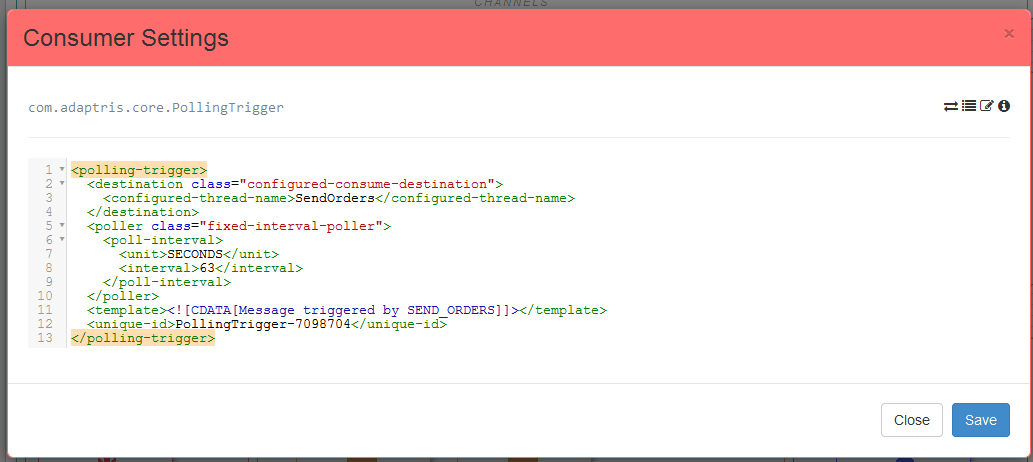 CHANNELS
Consumer Settings ×
com.adaptris.core.PollingTrigger
1 <polling-trigger>
2 <destination class="configured-consume-destination">
3 <configured-thread-name>SendOrders</configured-thread-name>
4 </destination>
5 <poller class="fixed-interval-poller">
6 <poll-interval>
7 <unit>SECONDS</unit>
8 <interval>63</interval>
9 </poll-interval>
10 </poller>
11 <template><![CDATA[Message triggered by SEND_ORDERS]]></template>
12 <unique-id>PollingTrigger-7098704</unique-id>
13 </polling-trigger>
Close Save